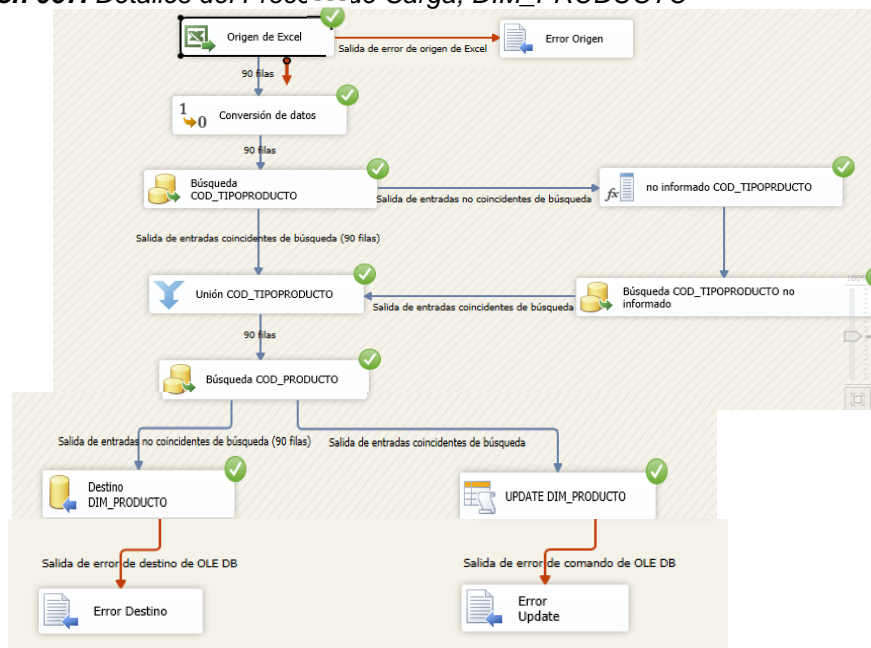 Detalles del Proceso de Carga, DIM_PRODUCTO
Origen de Excel
Salida de error de origen de Excel
Error Origen
90 filas
1
0
Conversión de datos
90 filas
Búsqueda
COD_TIPOPRODUCTO
Salida de entradas no coincidentes de búsqueda
fx
no informado COD_TIPOPRDUCTO
Salida de entradas coincidentes de búsqueda (90 filas)
100%
Unión COD_TIPOPRODUCTO
Salida de entradas coincidentes de búsqueda
Búsqueda COD_TIPOPRODUCTO no
informado
90 filas
Búsqueda COD_PRODUCTO
Salida de entradas no coincidentes de búsqueda (90 filas)
Salida de entradas coincidentes de búsqueda
Destino
DIM_PRODUCTO
UPDATE DIM_PRODUCTO
Salida de error de destino de OLE DB
Salida de error de comando de OLE DB
Error Destino
Error
Update